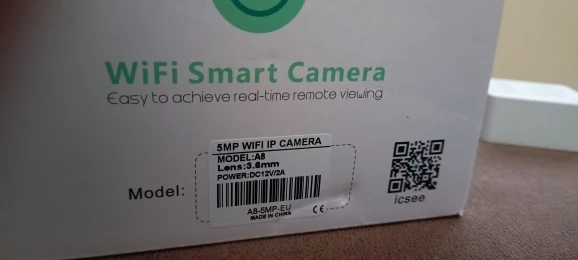 WiFi Smart Camera
Easy to achieve real-time remote viewing
5MP WIFI IP CAMERA
MODEL:A8
Lens:3.6mm
POWER:DC12V/2A
Model:
A8-5MP-EU
MADE IN CHINA
CE
icsee